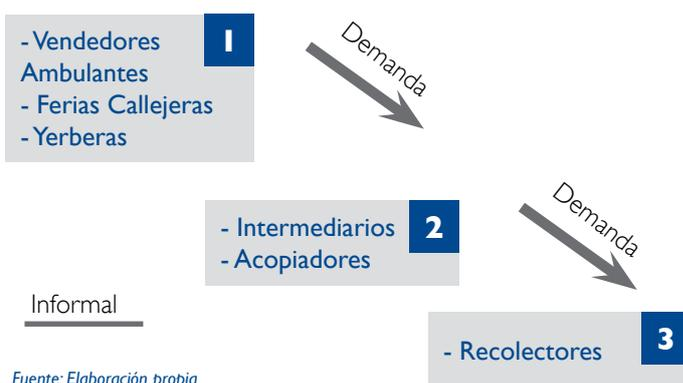 - Vendedores
Ambulantes
- Ferias Callejeras
- Yerberas
1
Demanda
- Intermediarios
- Acopiadores
2
Demanda
Informal
- Recolectores
3
Fuente: Elaboración propia